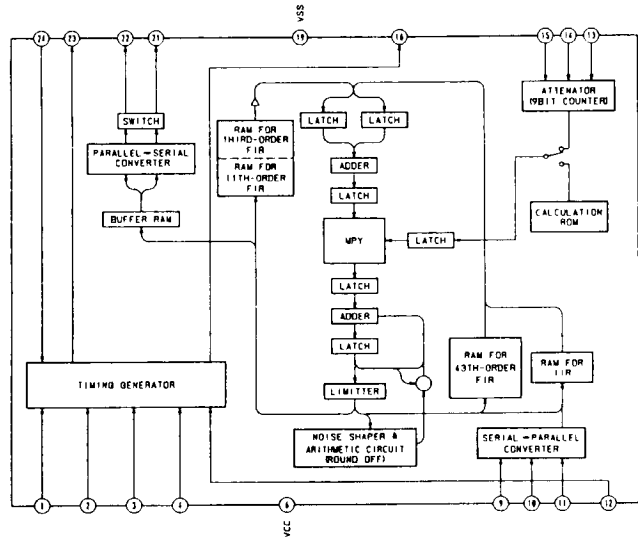 VSS
24 23 22 21 19 16 15 14 13
SWITCH
PARALLEL→SERIAL
CONVERTER
BUFFER RAM
RAM FOR
THIRD-ORDER
FIR
RAM FOR
11TH-ORDER
FIR
LATCH LATCH
ADDER
LATCH
MPY
LATCH
LATCH
ADDER
LATCH
LIMITTER
NOISE SHAPER &
ARITHMETIC CIRCUIT
(ROUND OFF)
ATTENATOR
(9BIT COUNTER)
CALCULATION
ROM
RAM FOR
43TH-ORDER
FIR
RAM FOR
IIR
SERIAL→PARALLEL
CONVERTER
TIMING GENERATOR
1 2 3 4 6 9 10 11 12
VCC